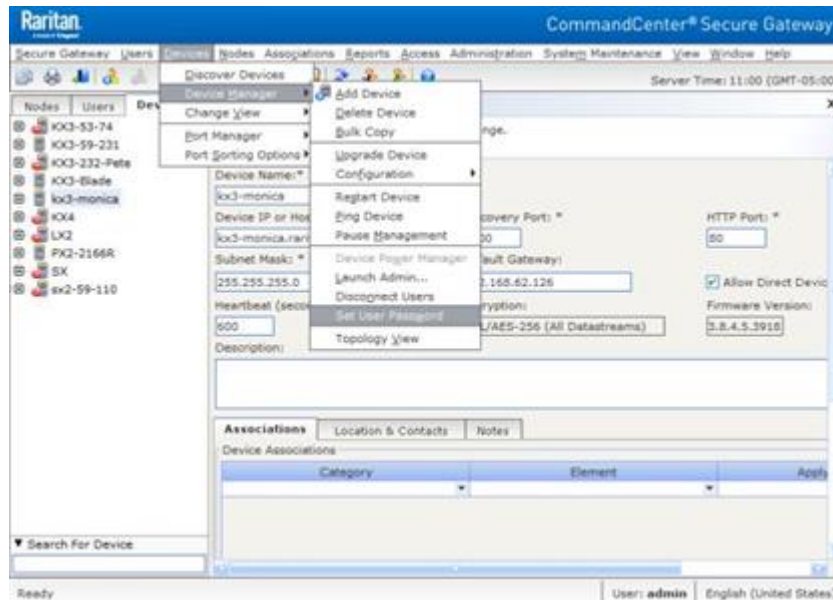 Raritan.
CommandCenter® Secure Gateway
Secure Gateway Users Devices Nodes Associations Reports Access Administration System Maintenance View Window Help
Server Time: 11:00 (GMT-05:00
Nodes Users Dev
KX3-53-74
KX3-59-231
KX3-232-Pete
KX3-Blade
kx3-monica
KX4
LX2
PX2-2166R
SX
sx2-59-110
Search For Device
Discover Devices
Device Manager
Change View
Port Manager
Port Sorting Options
Add Device
Delete Device
Bulk Copy
Upgrade Device
Configuration
Restart Device
Ping Device
Pause Management
Device Power Manager
Launch Admin...
Disconnect Users
Set User Password
Topology View
nge.
Device Name:*
kx3-monica
Device IP or Hos
covery Port: *
HTTP Port: *
kx3-monica.rari
00
80
Subnet Mask: *
ault Gateway:
255.255.255.0
2.168.62.126
Allow Direct Devic
Heartbeat (seco
ryption:
Firmware Version:
600
L/AES-256 (All Datastreams)
3.8.4.5.3918
Description:
Associations Location & Contacts Notes
Device Associations
Category Element Apply
Ready
User: admin English (United States